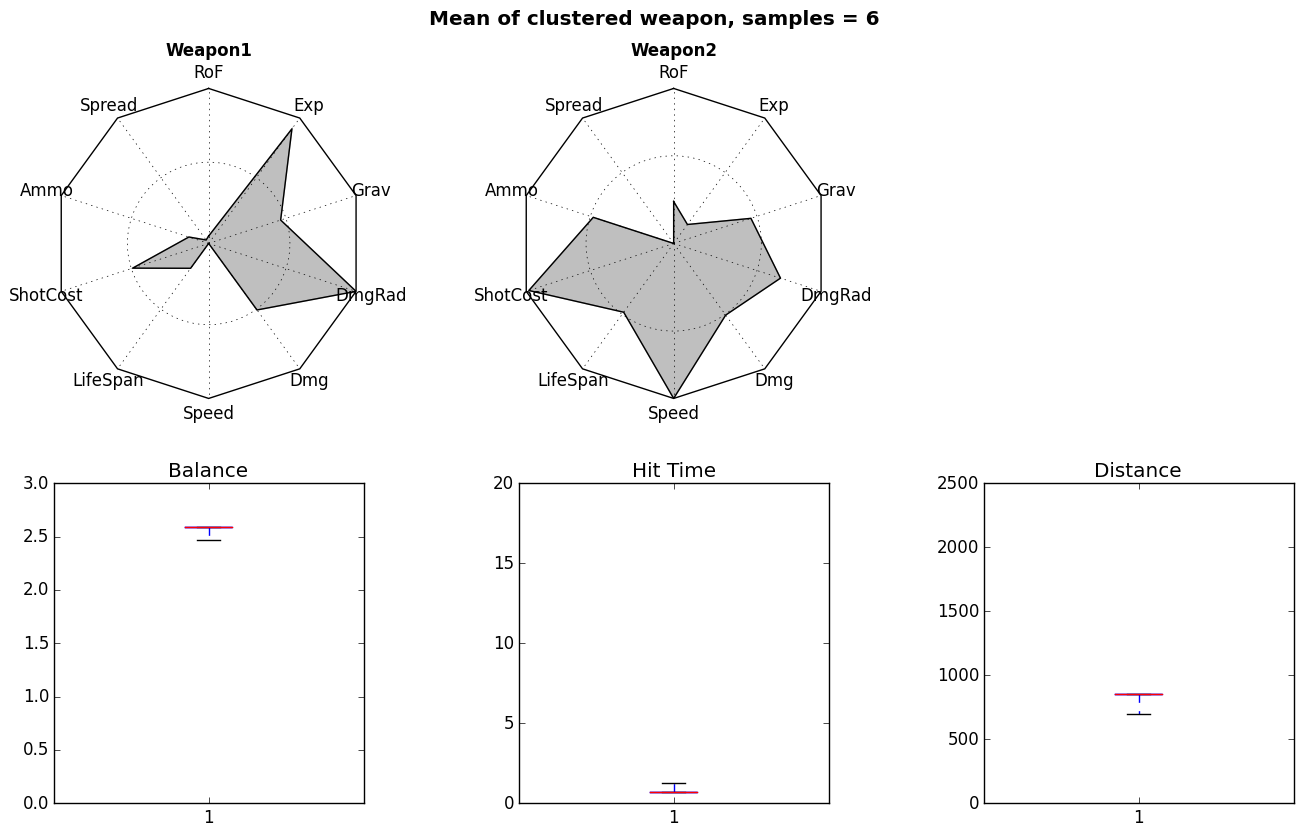 Mean of clustered weapon, samples = 6
Weapon1
RoF
Spread
Exp
Ammo
Grav
ShotCost
DmgRad
LifeSpan
Dmg
Speed
Weapon2
RoF
Spread
Exp
Ammo
Grav
ShotCost
DmgRad
LifeSpan
Dmg
Speed
Balance
3.0
2.5
2.0
1.5
1.0
0.5
0.0
1
Hit Time
20
15
10
5
0
1
Distance
2500
2000
1500
1000
500
0
1